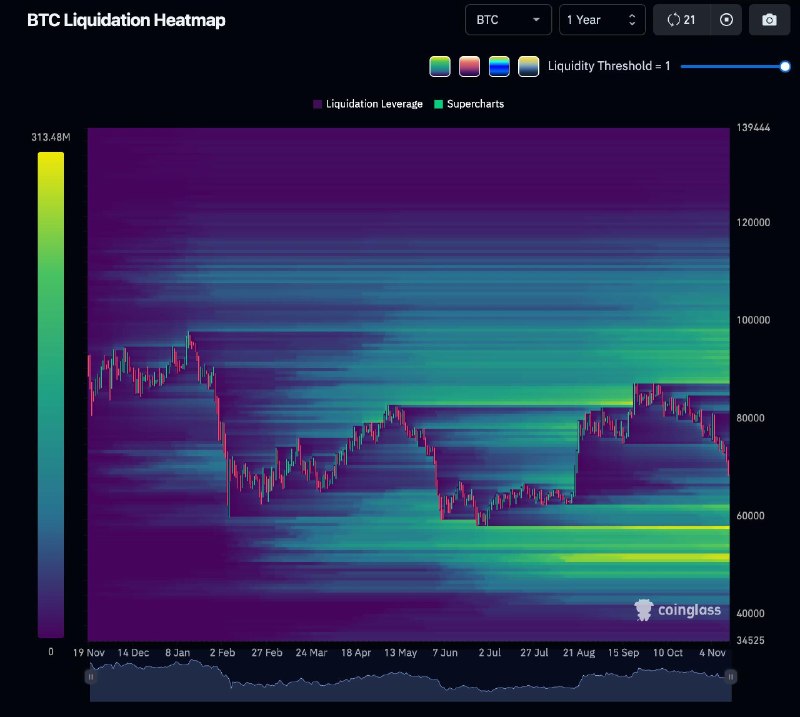 BTC Liquidation Heatmap
BTC
1 Year
21
Liquidity Threshold = 1
Liquidation Leverage
Supercharts
313.48M
0
139444
120000
100000
80000
60000
40000
34525
coinglass
19 Nov
14 Dec
8 Jan
2 Feb
27 Feb
24 Mar
18 Apr
13 May
7 Jun
2 Jul
27 Jul
21 Aug
15 Sep
10 Oct
4 Nov